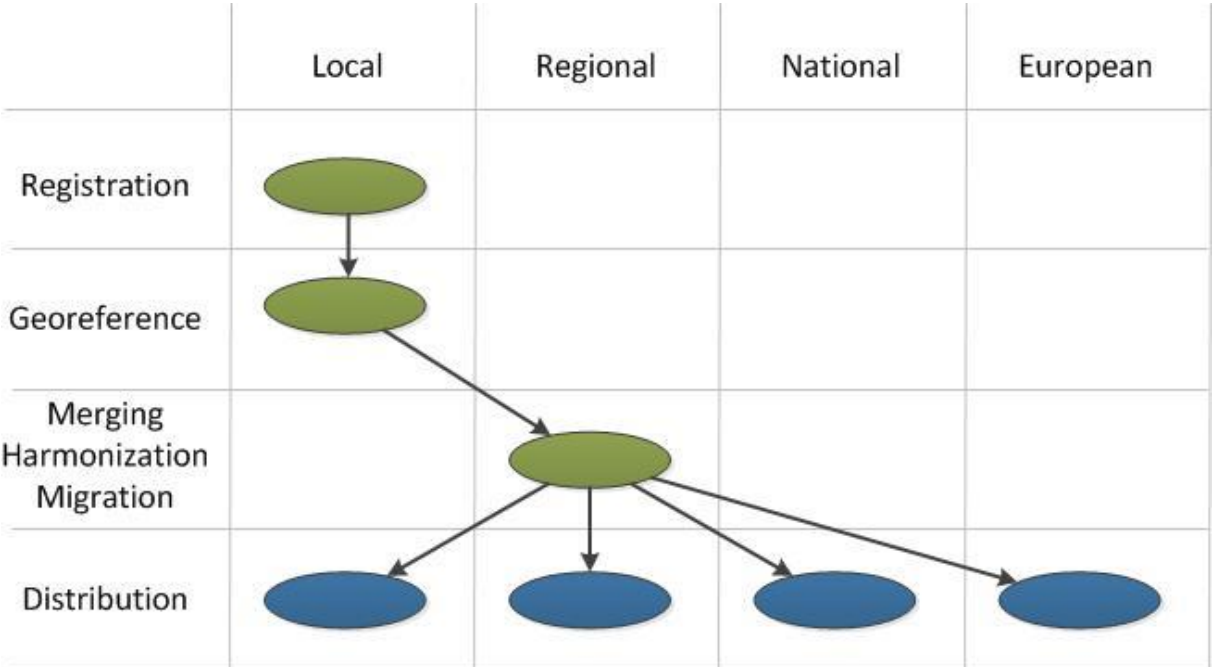 Local Regional National European
Registration
Georeference
Merging
Harmonization
Migration
Distribution